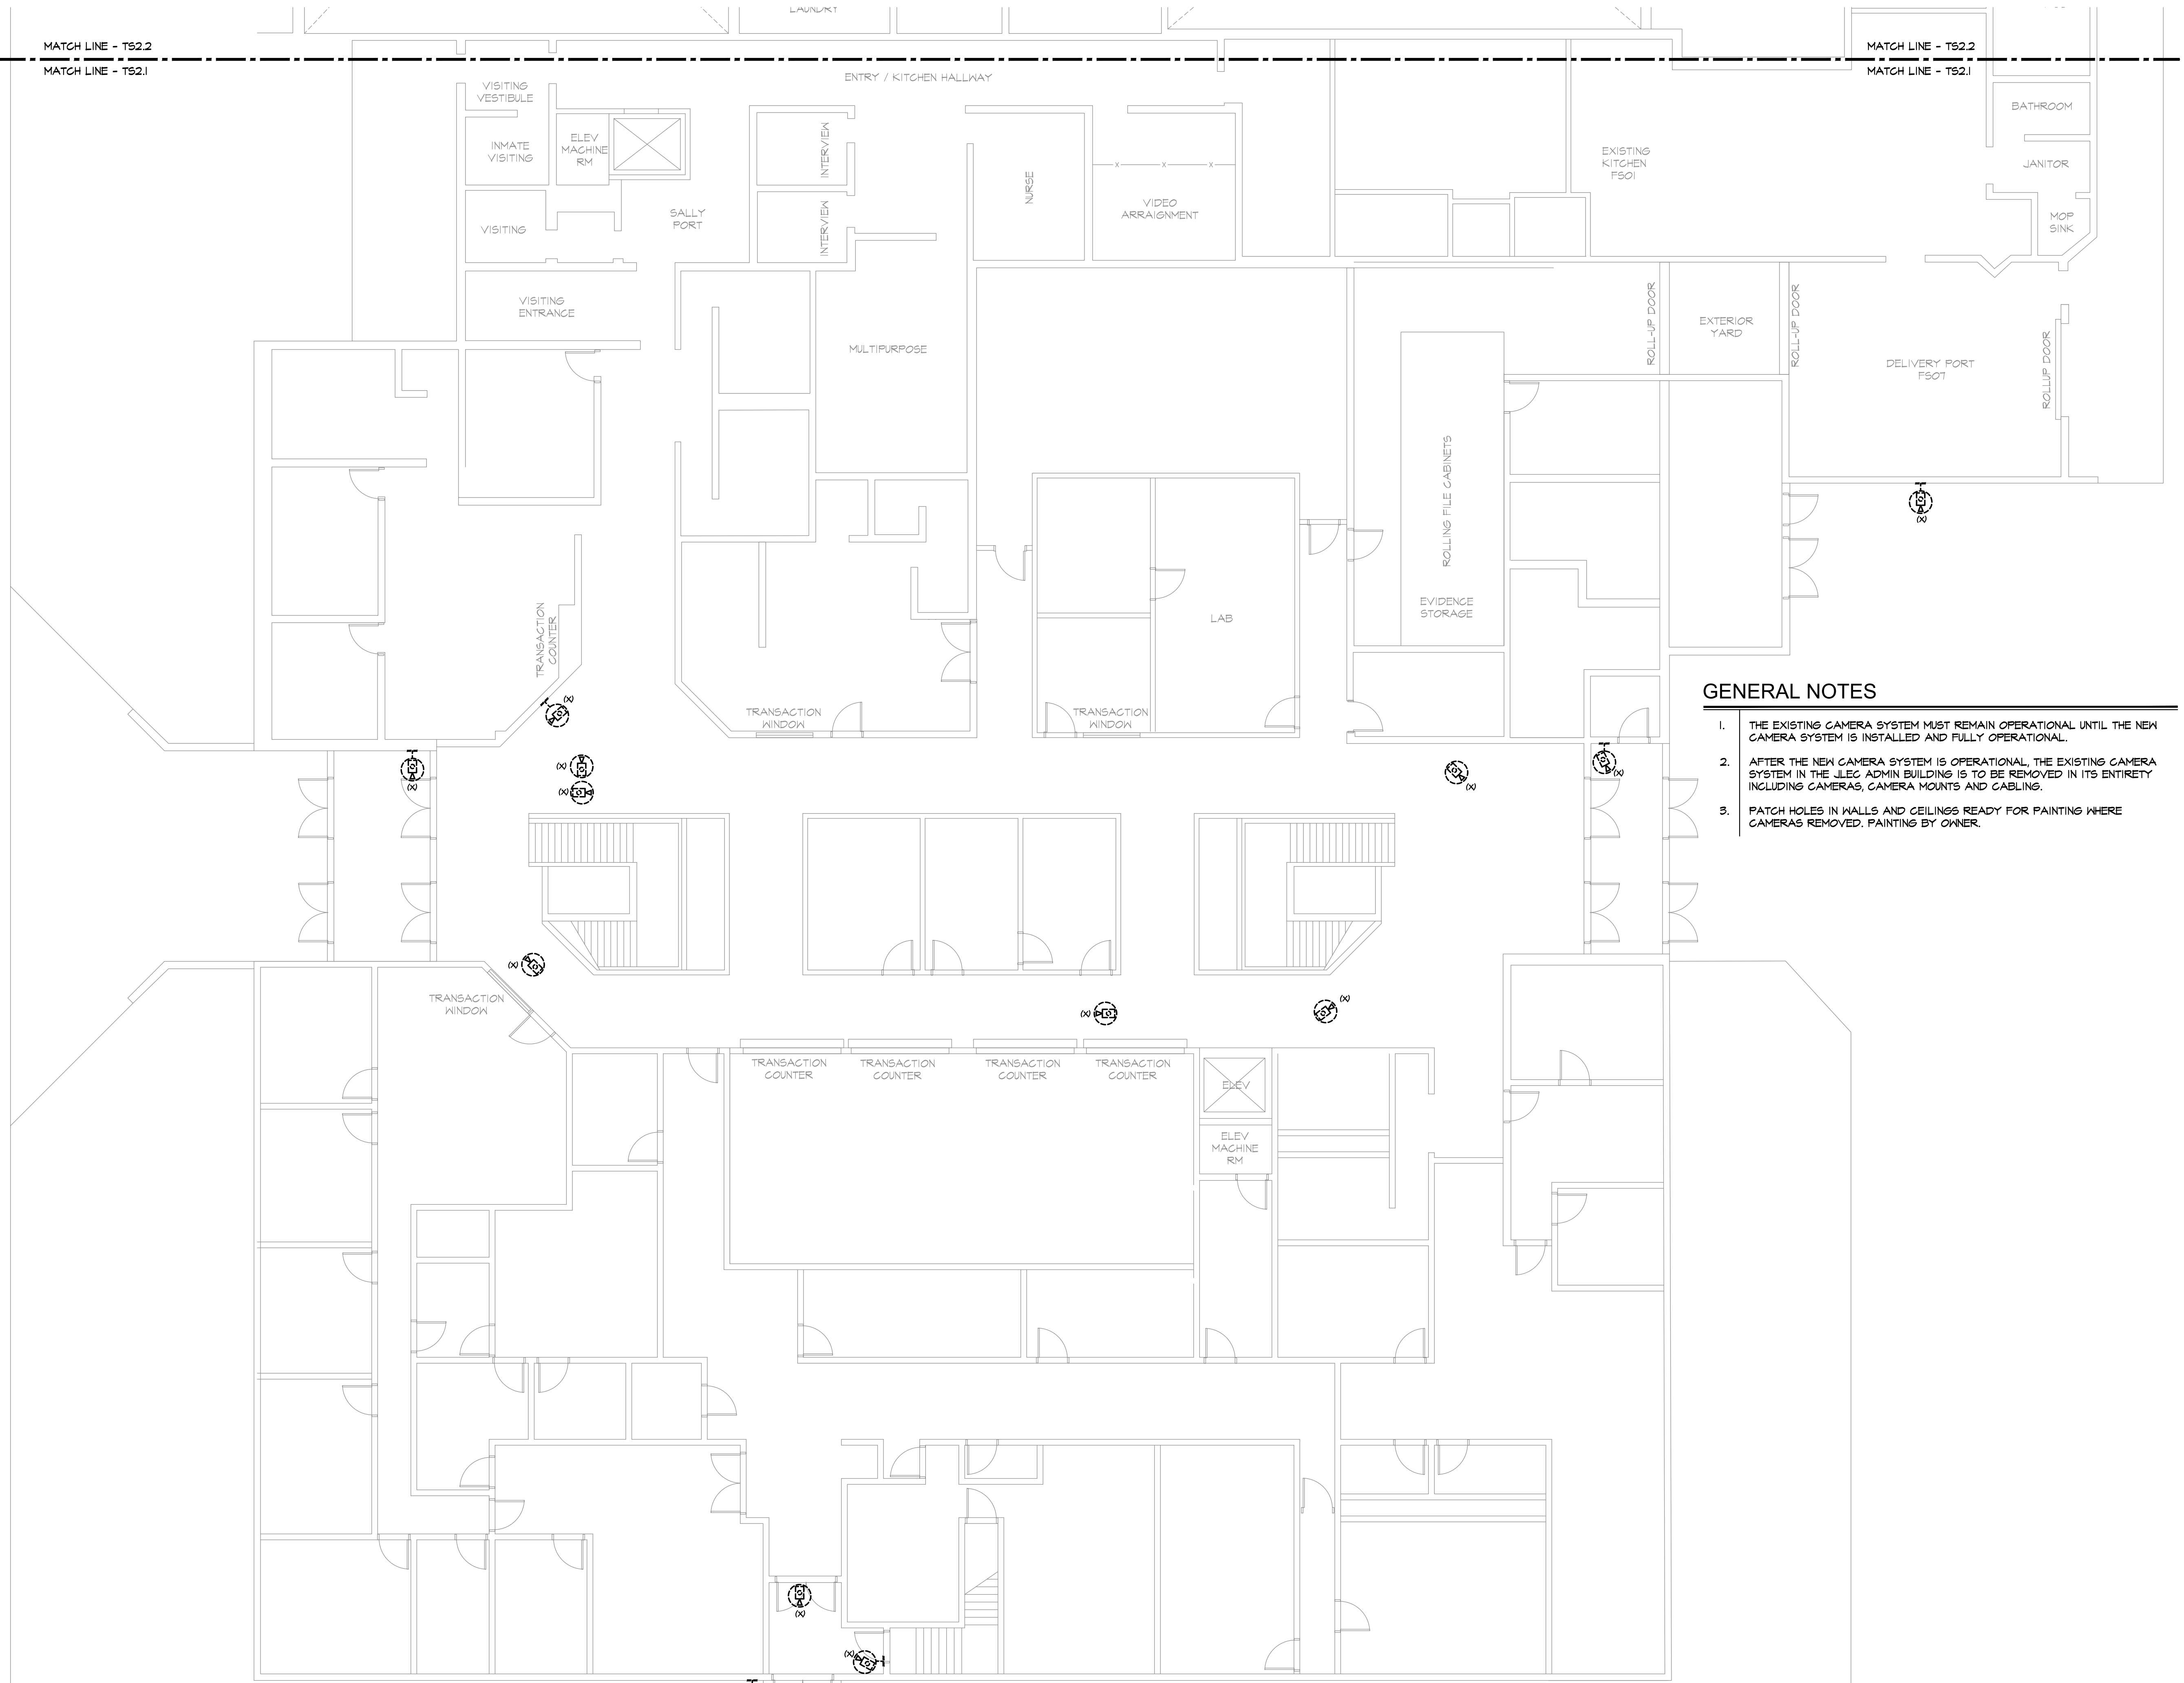 LAUNDRY
MATCH LINE - TS2.2
MATCH LINE - TS2.2
MATCH LINE - TS2.1
MATCH LINE - TS2.1
ENTRY / KITCHEN HALLWAY
VISITING
VESTIBULE
BATHROOM
INMATE
VISITING
ELEV
MACHINE
RM
INTERVIEW
EXISTING
KITCHEN
FS01
JANITOR
NURSE
VIDEO
ARRAIGNMENT
X X X
SALLY
PORT
VISITING
INTERVIEW
MOP
SINK
VISITING
ENTRANCE
ROLL-UP DOOR
EXTERIOR
YARD
ROLL-UP DOOR
MULTIPURPOSE
DELIVERY PORT
FS07
ROLLUP DOOR
ROLLING FILE CABINETS
(X)
EVIDENCE
STORAGE
LAB
TRANSACTION
COUNTER
(X)
TRANSACTION
WINDOW
TRANSACTION
WINDOW
GENERAL NOTES
1. THE EXISTING CAMERA SYSTEM MUST REMAIN OPERATIONAL UNTIL THE NEW
CAMERA SYSTEM IS INSTALLED AND FULLY OPERATIONAL.
2. AFTER THE NEW CAMERA SYSTEM IS OPERATIONAL, THE EXISTING CAMERA
SYSTEM IN THE JLEC ADMIN BUILDING IS TO BE REMOVED IN ITS ENTIRETY
INCLUDING CAMERAS, CAMERA MOUNTS AND CABLING.
3. PATCH HOLES IN WALLS AND CEILINGS READY FOR PAINTING WHERE
CAMERAS REMOVED. PAINTING BY OWNER.
(X)
(X)
(X)
(X)
(X)
(X)
TRANSACTION
WINDOW
(X)
(X)
TRANSACTION
COUNTER
TRANSACTION
COUNTER
TRANSACTION
COUNTER
TRANSACTION
COUNTER
ELEV
ELEV
MACHINE
RM
(X)
(X)